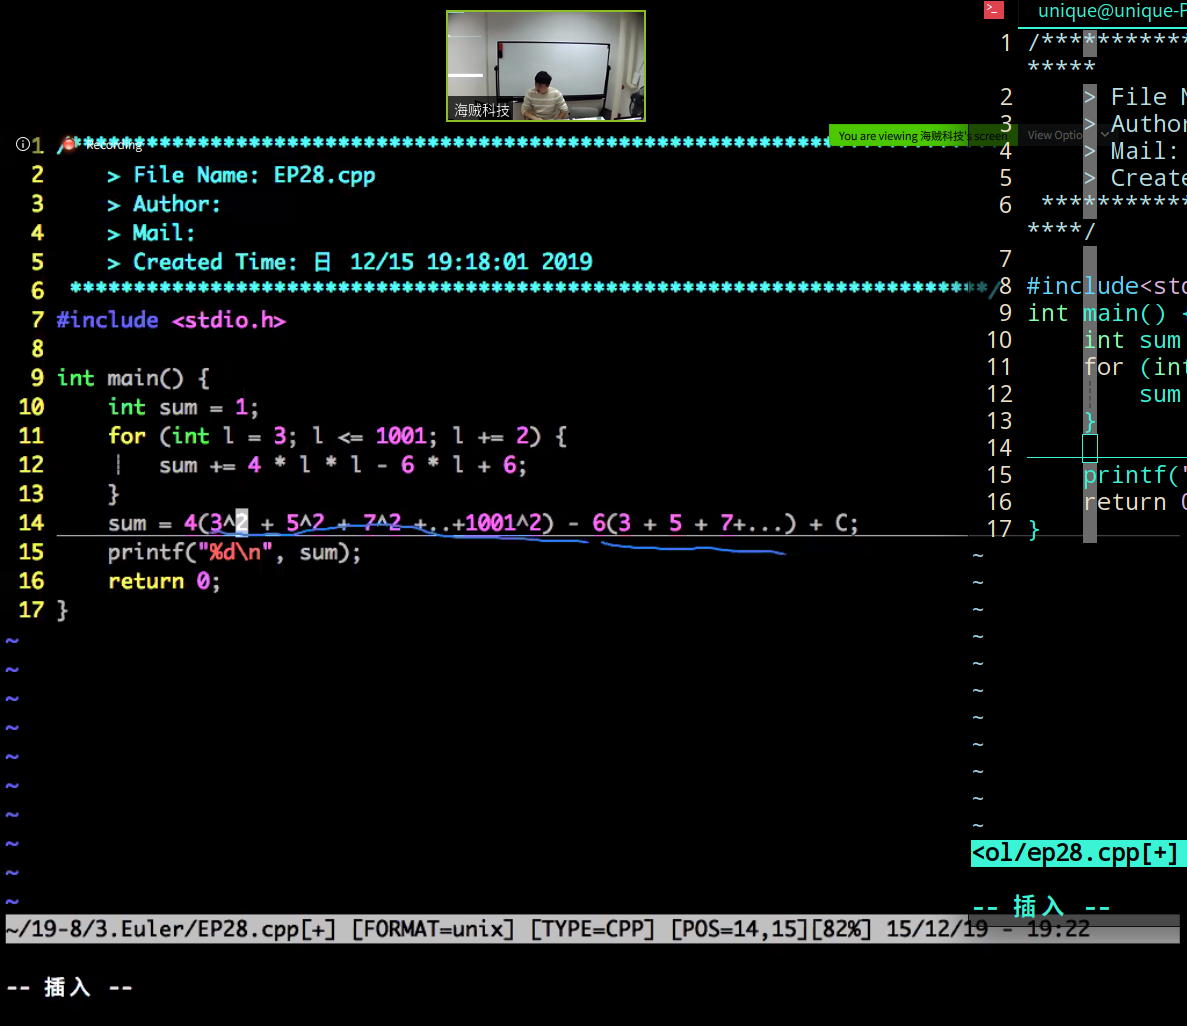 海贼科技
You are viewing 海贼科技's screen
View Optio
Recording
2 > File Name: EP28.cpp
3 > Author:
4 > Mail:
5 > Created Time: 日 12/15 19:18:01 2019
6
7 #include <stdio.h>
8
9 int main() {
10 int sum = 1;
11 for (int l = 3; l <= 1001; l += 2) {
12 sum += 4 * l * l - 6 * l + 6;
13 }
14 sum = 4(3^2 + 5^2 + 7^2 +..+1001^2) - 6(3 + 5 + 7+...) + C;
15 printf("%d\n", sum);
16 return 0;
17 }
~
~
~
~
~
~
~
~
~
~
~/19-8/3.Euler/EP28.cpp[+] [FORMAT=unix] [TYPE=CPP] [POS=14,15][82%] 15/12/19 - 19:22
-- 插入 --
unique@unique-P
1 /***********
*****
2 > File N
3 > Author
4 > Mail:
5 > Create
6 ***********
****/
7
8 #include<std
9 int main() {
10 int sum
11 for (int
12 sum
13 }
14
15 printf("
16 return 0
17 }
~
~
~
~
~
~
~
~
~
~
~
<ol/ep28.cpp[+]
-- 插入 --